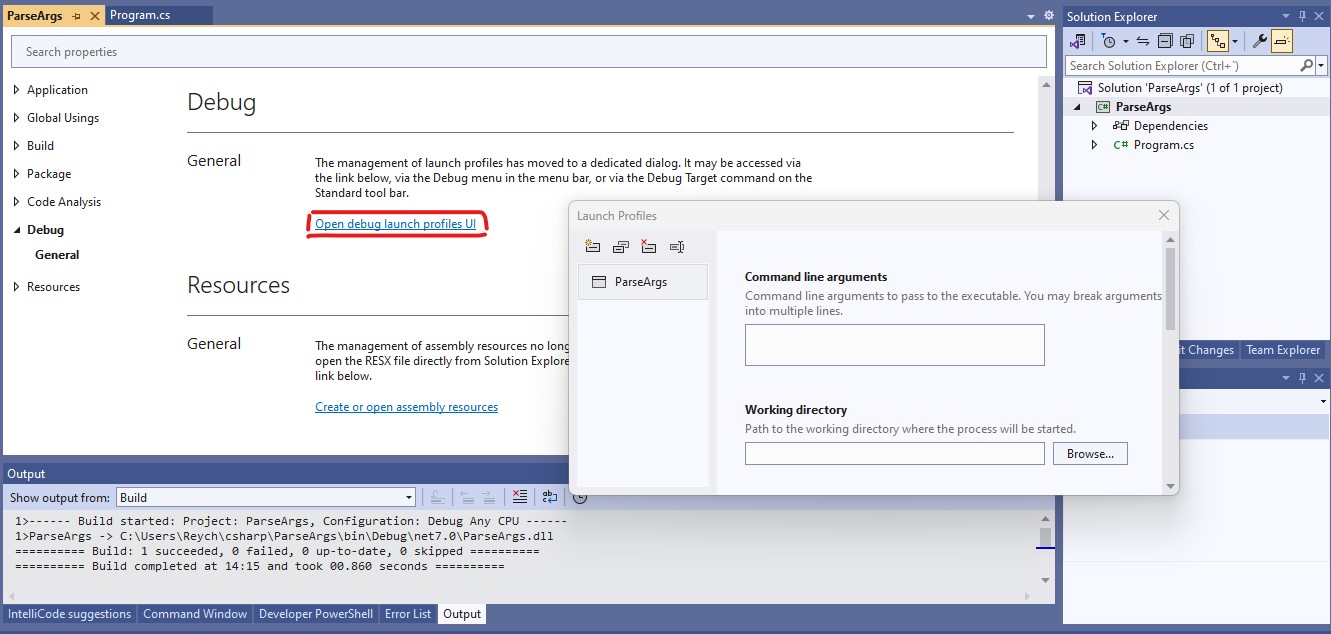 ParseArgs
Program.cs
Search properties
Application
Global Usings
Build
Package
Code Analysis
Debug
General
Resources
Debug
General
The management of launch profiles has moved to a dedicated dialog. It may be accessed via
the link below, via the Debug menu in the menu bar, or via the Debug Target command on the
Standard tool bar.
Open debug launch profiles UI
Resources
General
The management of assembly resources no long
open the RESX file directly from Solution Explore
link below.
Create or open assembly resources
Launch Profiles
ParseArgs
Command line arguments
Command line arguments to pass to the executable. You may break arguments
into multiple lines.
Working directory
Path to the working directory where the process will be started.
Browse...
Solution Explorer
Search Solution Explorer (Ctrl+`)
Solution 'ParseArgs' (1 of 1 project)
C# ParseArgs
Dependencies
C# Program.cs
it Changes
Team Explorer
Output
Show output from: Build
1>------ Build started: Project: ParseArgs, Configuration: Debug Any CPU ------
1>ParseArgs -> C:\Users\Reych\csharp\ParseArgs\bin\Debug\net7.0\ParseArgs.dll
========== Build: 1 succeeded, 0 failed, 0 up-to-date, 0 skipped ==========
========== Build completed at 14:15 and took 00.860 seconds ==========
IntelliCode suggestions
Command Window
Developer PowerShell
Error List
Output